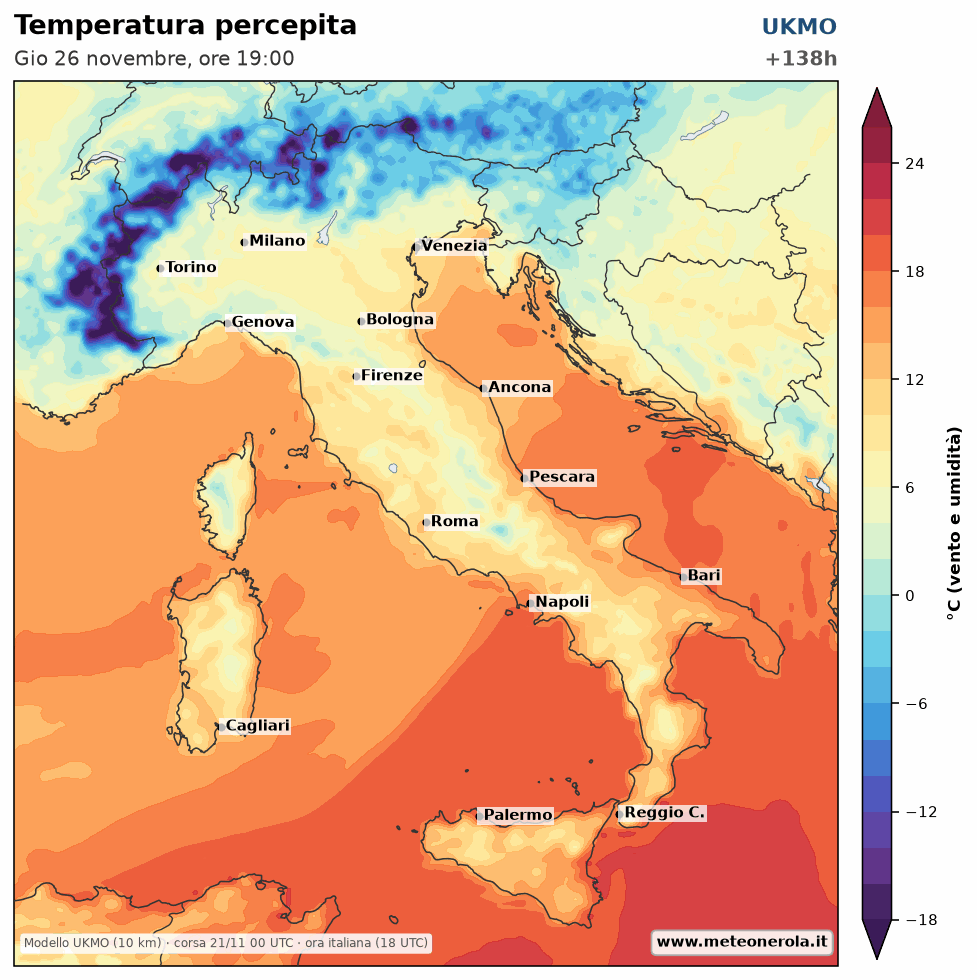 Temperatura percepita
UKMO
Gio 26 novembre, ore 19:00
+138h
Milano
Venezia
Torino
Genova
Bologna
Firenze
Ancona
Pescara
Roma
Bari
Napoli
Cagliari
Palermo
Reggio C.
24
18
12
6
0
−6
−12
−18
°C (vento e umidità)
Modello UKMO (10 km) · corsa 21/11 00 UTC · ora italiana (18 UTC)
www.meteonerola.it